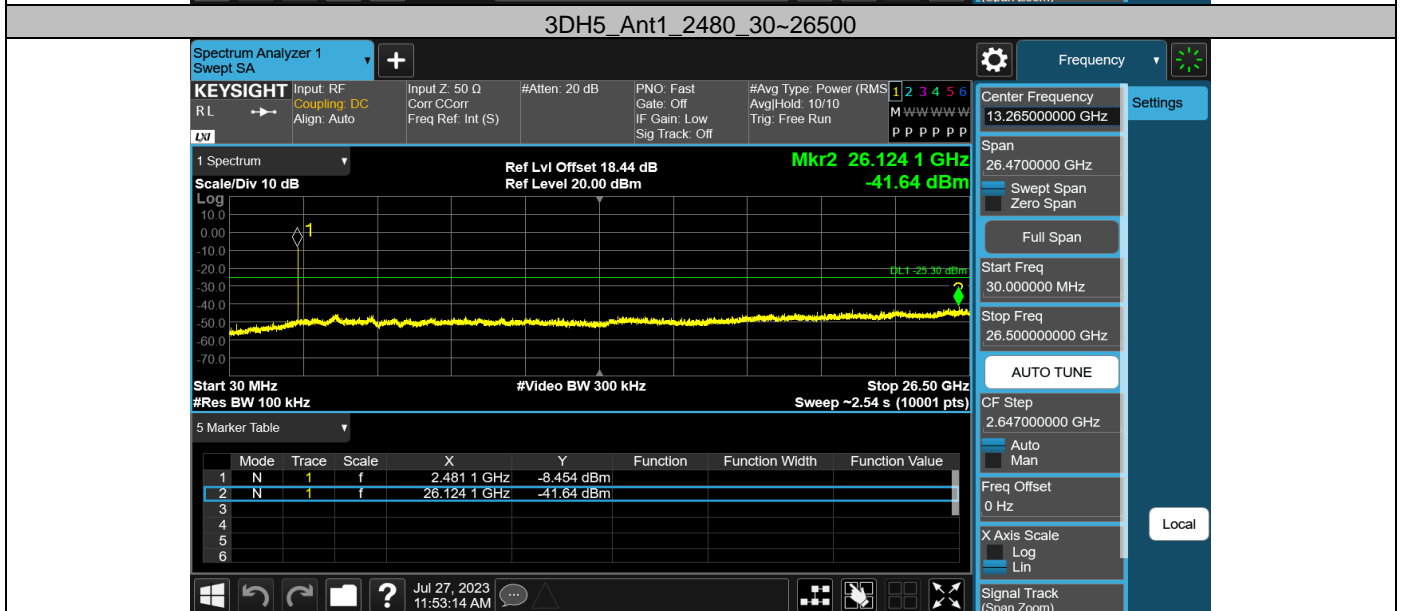 (Span Zoom)
3DH5_Ant1_2480_30~26500
Spectrum Analyzer 1
Swept SA
+
Frequency
KEYSIGHT
RL
LXI
Input: RF
Coupling: DC
Align: Auto
Input Z: 50 Ω
Corr CCorr
Freq Ref: Int (S)
#Atten: 20 dB
PNO: Fast
Gate: Off
IF Gain: Low
Sig Track: Off
#Avg Type: Power (RMS
Avg|Hold: 10/10
Trig: Free Run
1 2 3 4 5 6
M W W W W W
P P P P P P
1 Spectrum
Scale/Div 10 dB
Ref Lvl Offset 18.44 dB
Ref Level 20.00 dBm
Mkr2 26.124 1 GHz
-41.64 dBm
Log
10.0
0.00
-10.0
-20.0
-30.0
-40.0
-50.0
-60.0
-70.0
1
DL1 -25.30 dBm
Start 30 MHz
#Video BW 300 kHz
Stop 26.50 GHz
#Res BW 100 kHz
Sweep ~2.54 s (10001 pts)
5 Marker Table
Mode Trace Scale X Y Function Function Width Function Value
1 N 1 f 2.481 1 GHz -8.454 dBm
2 N 1 f 26.124 1 GHz -41.64 dBm
3
4
5
6
?
Jul 27, 2023
11:53:14 AM
Center Frequency
13.265000000 GHz
Settings
Span
26.4700000 GHz
Swept Span
Zero Span
Full Span
Start Freq
30.000000 MHz
Stop Freq
26.500000000 GHz
AUTO TUNE
CF Step
2.647000000 GHz
Auto
Man
Freq Offset
0 Hz
Local
X Axis Scale
Log
Lin
Signal Track
(Span Zoom)